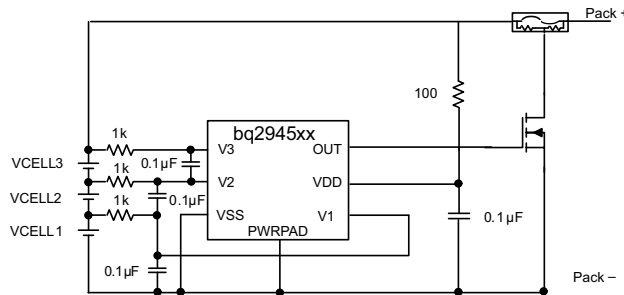 Pack +
100
1k
bq2945xx
VCELL3
0.1µF
V3
OUT
1k
VCELL2
V2
VDD
0.1µF
1k
VCELL1
VSS
V1
0.1µF
PWRPAD
0.1µF
Pack –